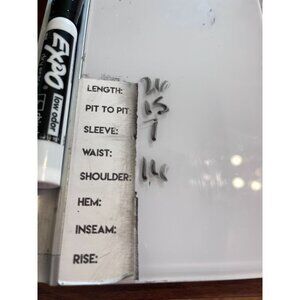 EXPO
low odor
LENGTH: 26
PIT TO PIT 15
SLEEVE: 7
WAIST:
SHOULDER: 14
HEM:
INSEAM:
RISE: